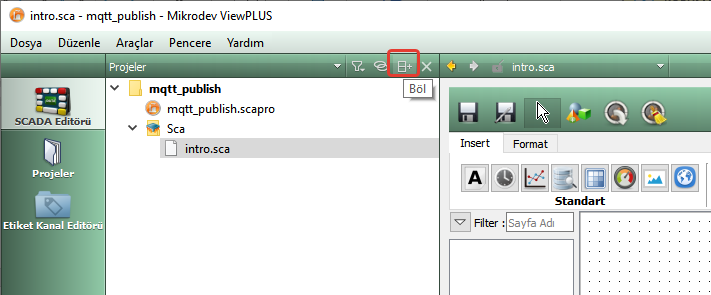 intro.sca - mqtt_publish - Mikrodev ViewPLUS
Dosya Düzenle Araçlar Pencere Yardım
Projeler
intro.sca
Böl
SCADA Editörü
Projeler
Etiket Kanal Editörü
mqtt_publish
mqtt_publish.scapro
Sca
intro.sca
Insert Format
A
Standart
Filter : Sayfa Adı